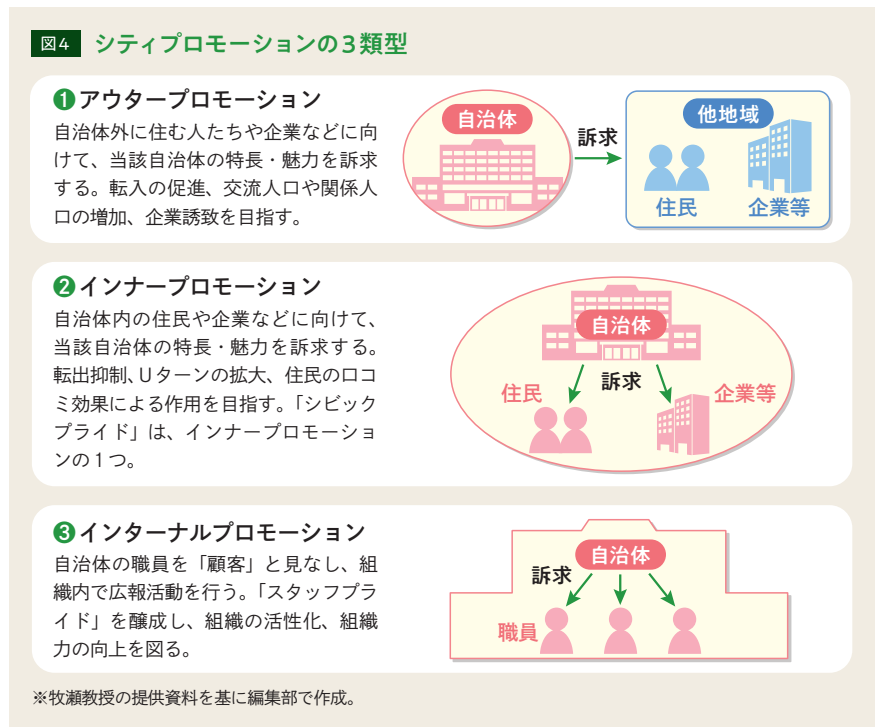 図4 シティプロモーションの3類型
❶アウタープロモーション
自治体外に住む人たちや企業などに向
けて、当該自治体の特長・魅力を訴求
する。転入の促進、交流人口や関係人
口の増加、企業誘致を目指す。
自治体
訴求
他地域
住民
企業等
❷インナープロモーション
自治体内の住民や企業などに向けて、
当該自治体の特長・魅力を訴求する。
転出抑制、Uターンの拡大、住民の口コ
ミ効果による作用を目指す。「シビック
プライド」は、インナープロモーショ
ンの1つ。
自治体
訴求
住民
企業等
❸インターナルプロモーション
自治体の職員を「顧客」と見なし、組
織内で広報活動を行う。「スタッフプラ
イド」を醸成し、組織の活性化、組織
力の向上を図る。
自治体
訴求
職員
※牧瀬教授の提供資料を基に編集部で作成。